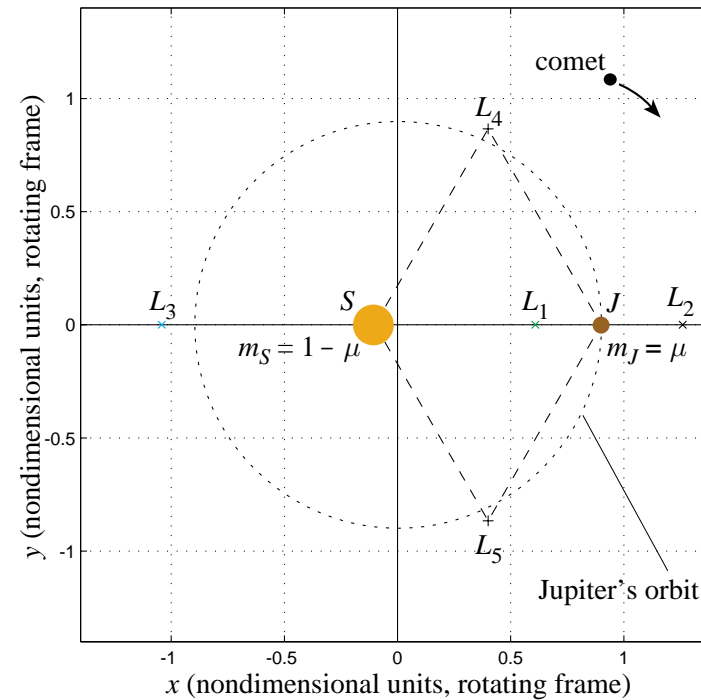 comet
1
L₄
0.5
L₃
S
L₁
J
L₂
0
m_S = 1 − μ
m_J = μ
-0.5
-1
L₅
Jupiter's orbit
-1
-0.5
0
0.5
1
x (nondimensional units, rotating frame)
y (nondimensional units, rotating frame)